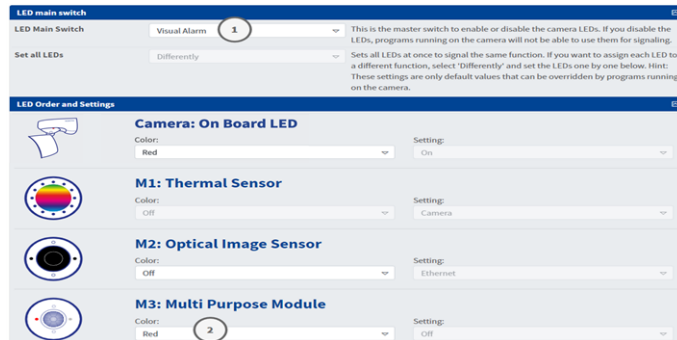 LED main switch
LED Main Switch
Visual Alarm
1
This is the master switch to enable or disable the camera LEDs. If you disable the
LEDs, programs running on the camera will not be able to use them for signaling.
Set all LEDs
Differently
Sets all LEDs at once to signal the same function. If you want to assign each LED to
a different function, select 'Differently' and set the LEDs one by one below. Hint:
These settings are only default values that can be overridden by programs running
on the camera.
LED Order and Settings
Camera: On Board LED
Color:
Setting:
Red
On
M1: Thermal Sensor
Color:
Setting:
Off
Camera
M2: Optical Image Sensor
Color:
Setting:
Off
Ethernet
M3: Multi Purpose Module
Color:
Setting:
Red
2
Off